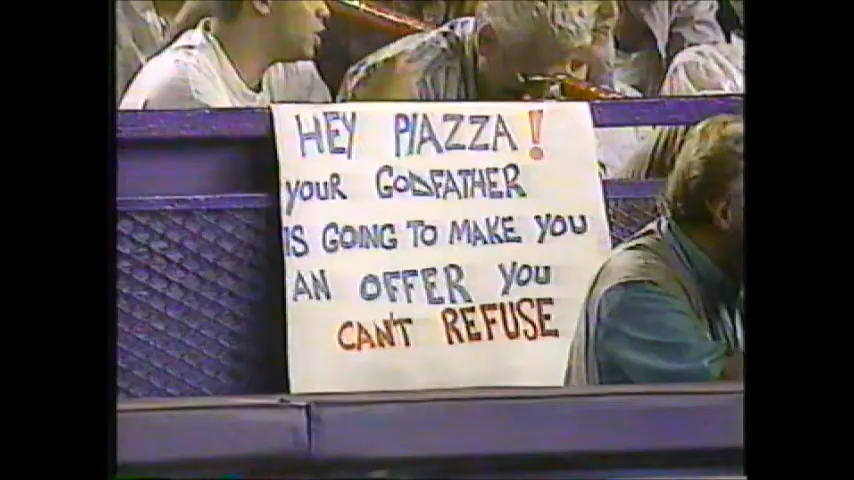 HEY PIAZZA!
YOUR GODFATHER
IS GOING TO MAKE YOU
AN OFFER YOU
CAN'T REFUSE